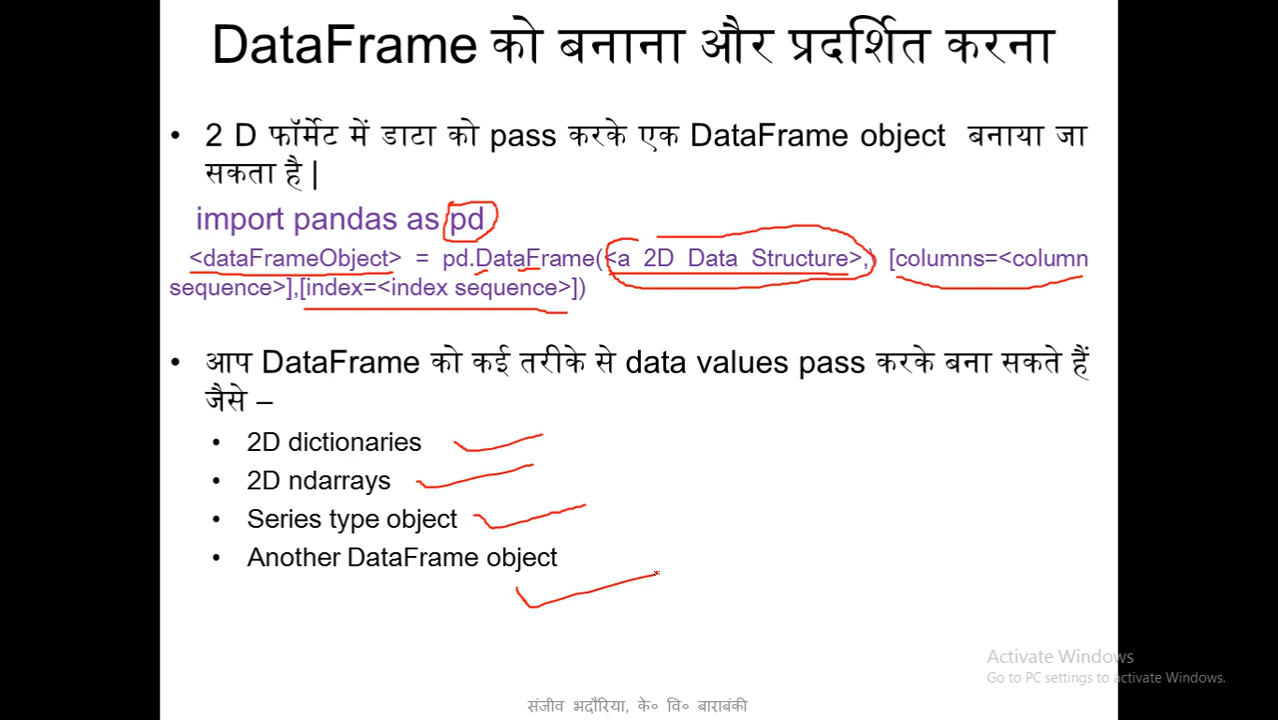 DataFrame को बनाना और प्रदर्शित करना
• 2 D फॉर्मेट में डाटा को pass करके एक DataFrame object बनाया जा
सकता है |
import pandas as pd
<dataFrameObject> = pd.DataFrame(<a 2D Data Structure>,) [columns=<column
sequence>],[index=<index sequence>])
• आप DataFrame को कई तरीके से data values pass करके बना सकते हैं
जैसे –
• 2D dictionaries
• 2D ndarrays
• Series type object
• Another DataFrame object
Activate Windows
Go to PC settings to activate Windows.
संजीव भदौरिया, के॰ वि॰ बाराबंकी